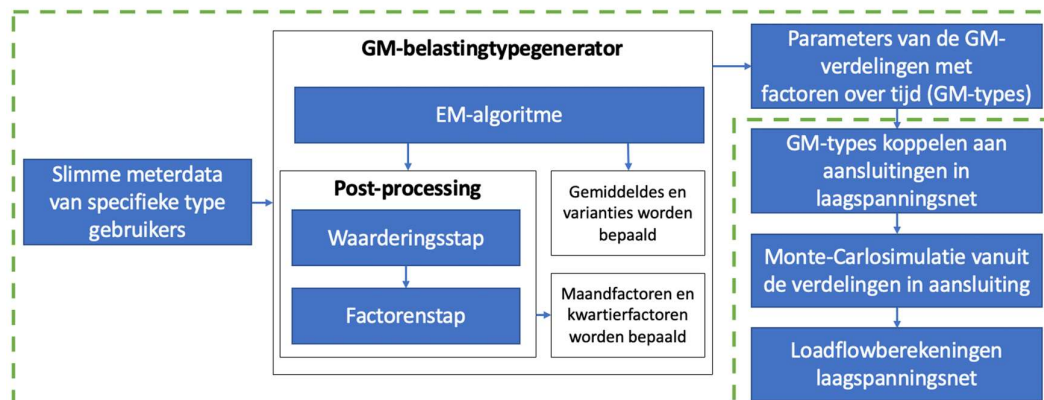 Slimme meterdata
van specifieke type
gebruikers
GM-belastingtypegenerator
EM-algoritme
Post-processing
Waarderingsstap
Factorenstap
Gemiddeldes en
varianties worden
bepaald
Maandfactoren en
kwartierfactoren
worden bepaald
Parameters van de GM-
verdelingen met
factoren over tijd (GM-types)
GM-types koppelen aan
aansluitingen in
laagspanningsnet
Monte-Carlosimulatie vanuit
de verdelingen in aansluiting
Loadflowberekeningen
laagspanningsnet